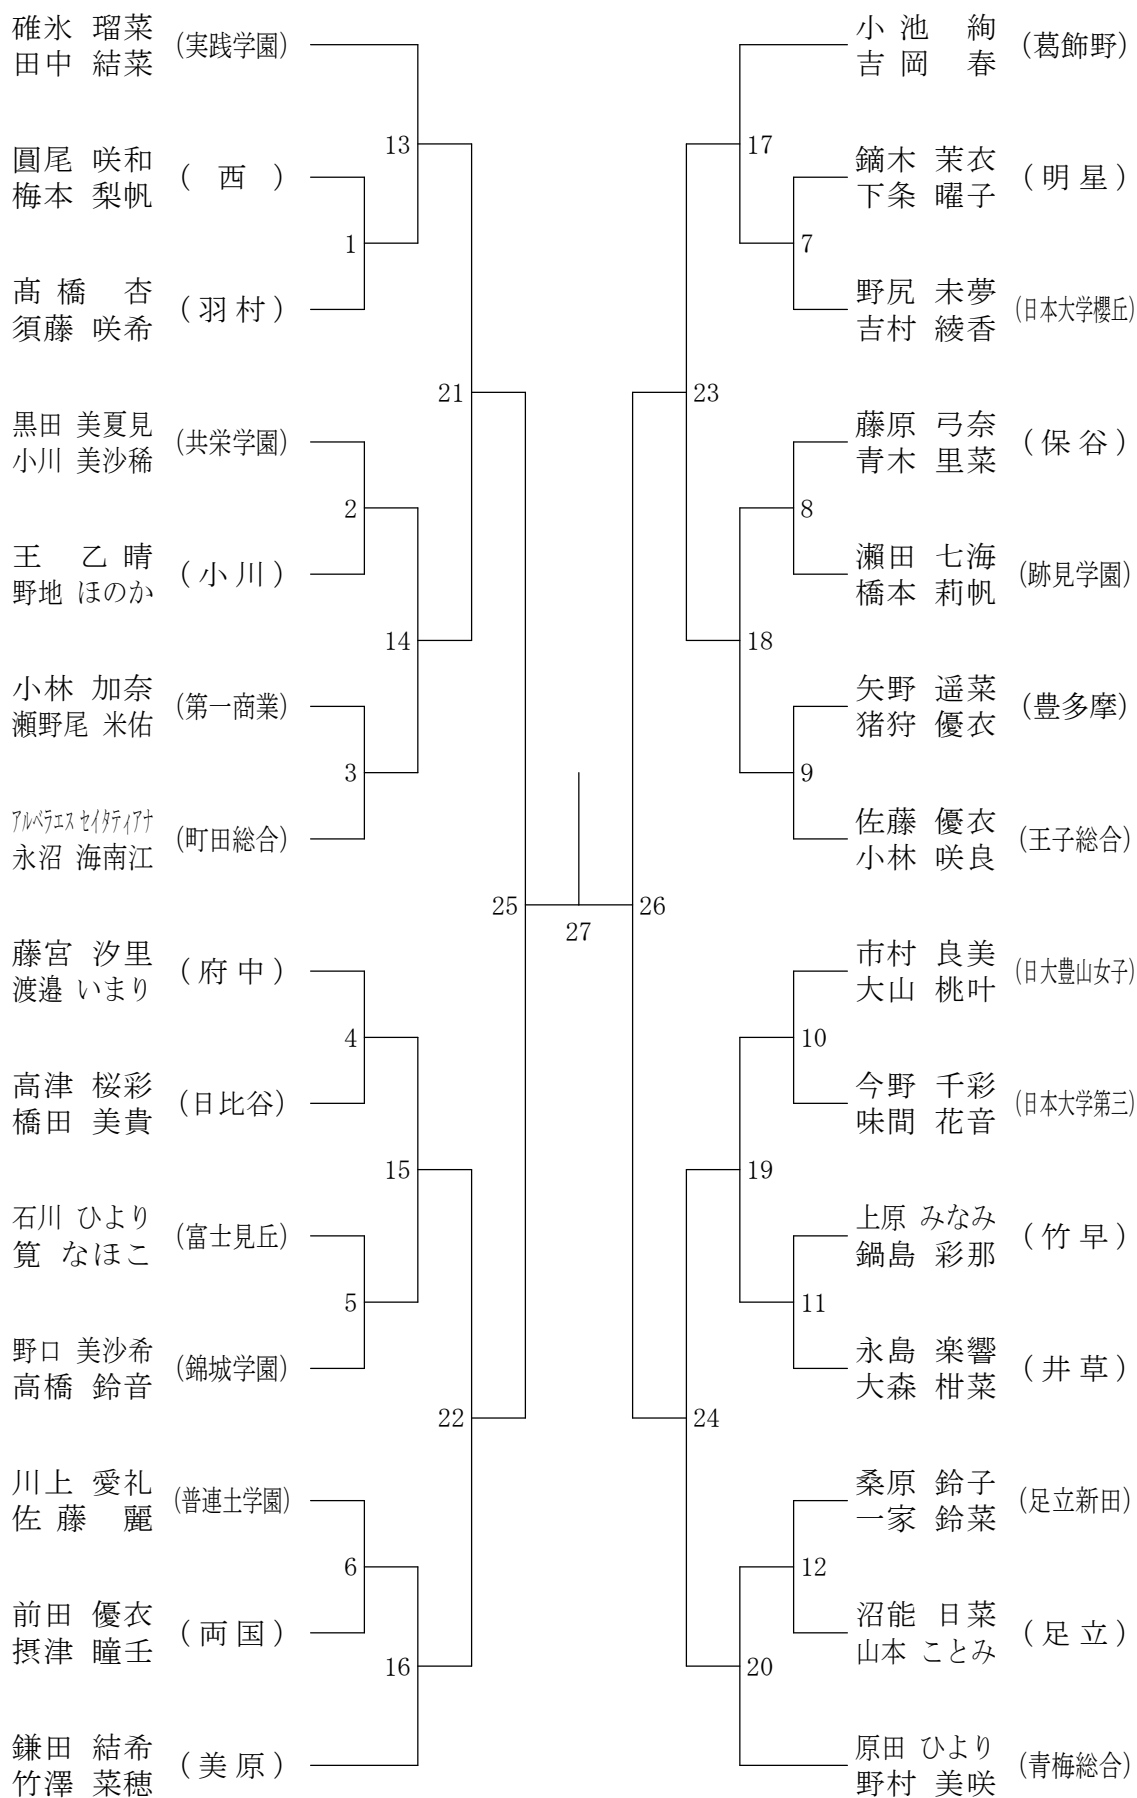 碓氷 瑠菜
田中 結菜
(実践学園)
13
圓尾 咲和
梅本 梨帆
( 西 )
1
髙橋 杏
須藤 咲希
(羽村)
21
黒田 美夏見
小川 美沙稀
(共栄学園)
2
王 乙晴
野地 ほのか
(小川)
14
小林 加奈
瀬野尾 米佑
(第一商業)
3
アルベラエス セイタティアナ
永沼 海南江
(町田総合)
25
藤宮 汐里
渡邉 いまり
(府中)
4
高津 桜彩
橋田 美貴
(日比谷)
15
石川 ひより
筧 なほこ
(富士見丘)
5
野口 美沙希
高橋 鈴音
(錦城学園)
22
川上 愛礼
佐藤 麗
(普連土学園)
6
前田 優衣
摂津 瞳壬
(両国)
16
鎌田 結希
竹澤 菜穂
(美原)
27
小池 絢
吉岡 春
(葛飾野)
17
鏑木 茉衣
下条 曜子
(明星)
7
野尻 未夢
吉村 綾香
(日本大学櫻丘)
23
藤原 弓奈
青木 里菜
(保谷)
8
瀨田 七海
橋本 莉帆
(跡見学園)
18
矢野 遥菜
猪狩 優衣
(豊多摩)
9
佐藤 優衣
小林 咲良
(王子総合)
26
市村 良美
大山 桃叶
(日大豊山女子)
10
今野 千彩
味間 花音
(日本大学第三)
19
上原 みなみ
鍋島 彩那
(竹早)
11
永島 楽響
大森 柑菜
(井草)
24
桑原 鈴子
一家 鈴菜
(足立新田)
12
沼能 日菜
山本 ことみ
(足立)
20
原田 ひより
野村 美咲
(青梅総合)